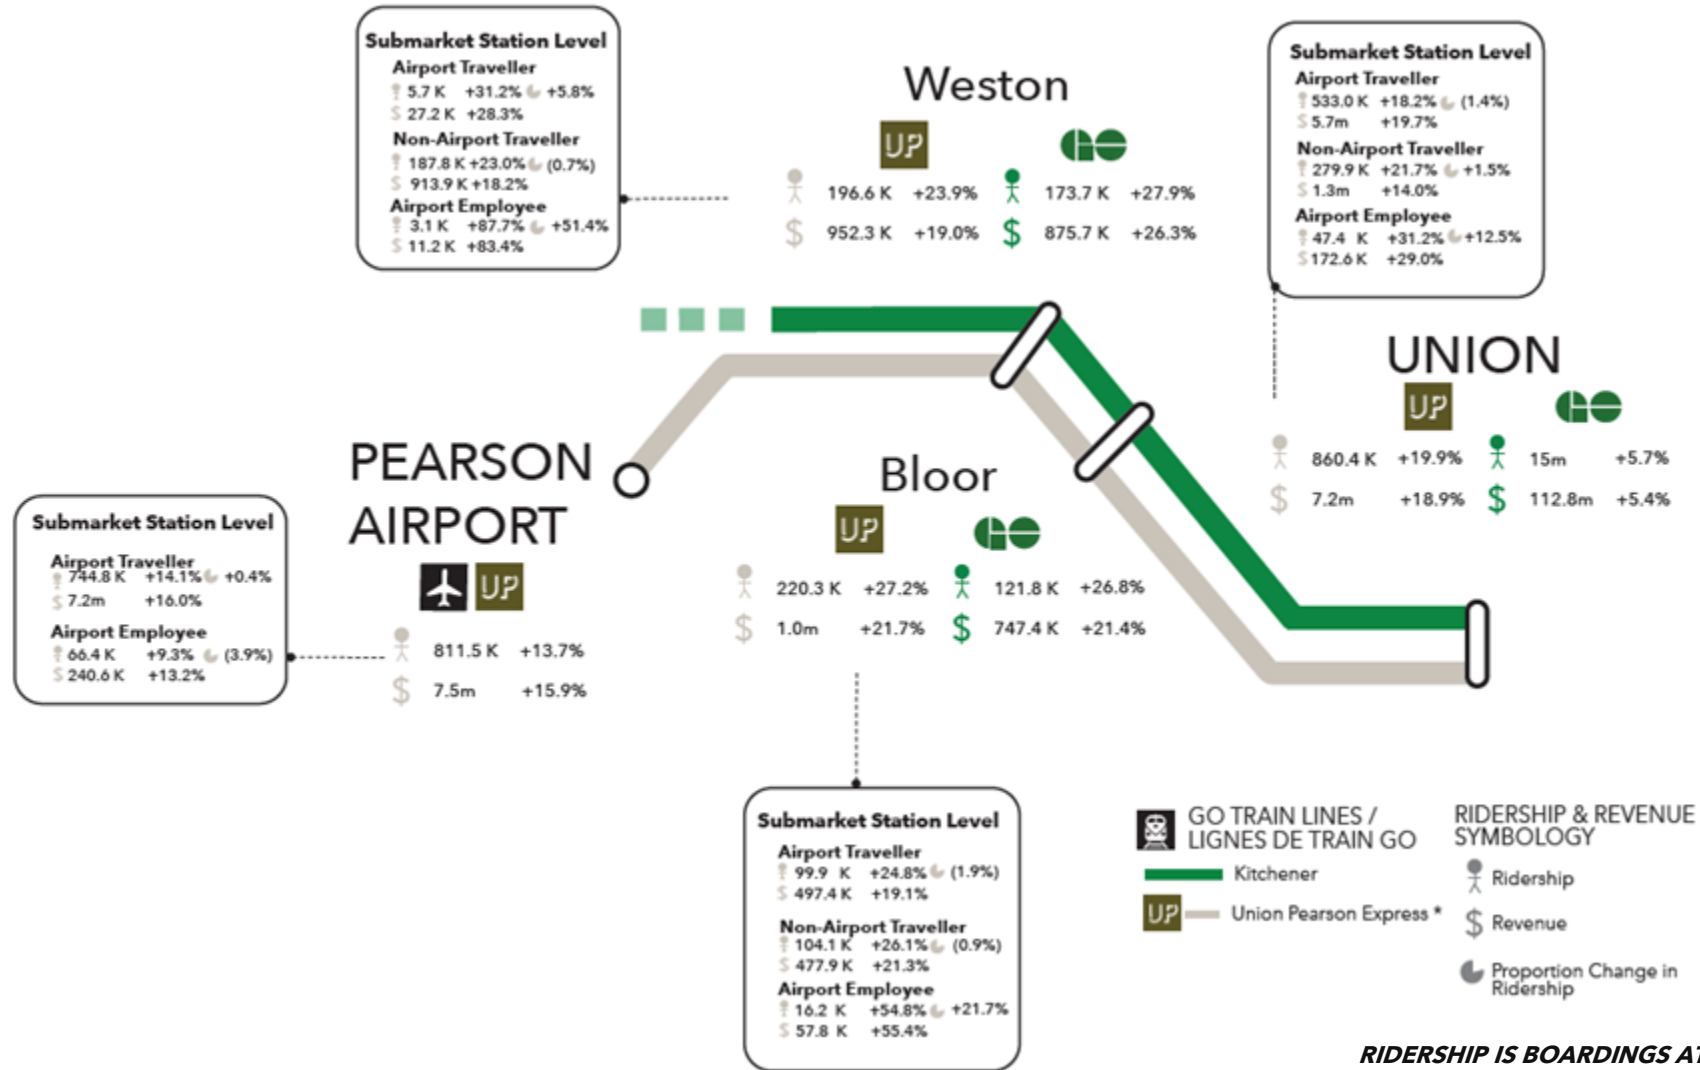 Submarket Station Level
Airport Traveller
5.7 K +31.2% +5.8%
$ 27.2 K +28.3%
Non-Airport Traveller
187.8 K +23.0% (0.7%)
$ 913.9 K +18.2%
Airport Employee
3.1 K +87.7% +51.4%
$ 11.2 K +83.4%
Weston
UP GO
196.6 K +23.9% 173.7 K +27.9%
$ 952.3 K +19.0% $ 875.7 K +26.3%
Submarket Station Level
Airport Traveller
533.0 K +18.2% (1.4%)
$ 5.7m +19.7%
Non-Airport Traveller
279.9 K +21.7% +1.5%
$ 1.3m +14.0%
Airport Employee
47.4 K +31.2% +12.5%
$ 172.6 K +29.0%
UNION
UP GO
860.4 K +19.9% 15m +5.7%
$ 7.2m +18.9% $ 112.8m +5.4%
PEARSON
AIRPORT
UP
811.5 K +13.7%
$ 7.5m +15.9%
Submarket Station Level
Airport Traveller
744.8 K +14.1% +0.4%
$ 7.2m +16.0%
Airport Employee
66.4 K +9.3% (3.9%)
$ 240.6 K +13.2%
Bloor
UP GO
220.3 K +27.2% 121.8 K +26.8%
$ 1.0m +21.7% $ 747.4 K +21.4%
Submarket Station Level
Airport Traveller
99.9 K +24.8% (1.9%)
$ 497.4 K +19.1%
Non-Airport Traveller
104.1 K +26.1% (0.9%)
$ 477.9 K +21.3%
Airport Employee
16.2 K +54.8% +21.7%
$ 57.8 K +55.4%
GO TRAIN LINES /
LIGNES DE TRAIN GO
Kitchener
UP Union Pearson Express *
RIDERSHIP & REVENUE
SYMBOLOGY
Ridership
$ Revenue
Proportion Change in
Ridership
RIDERSHIP IS BOARDINGS AT